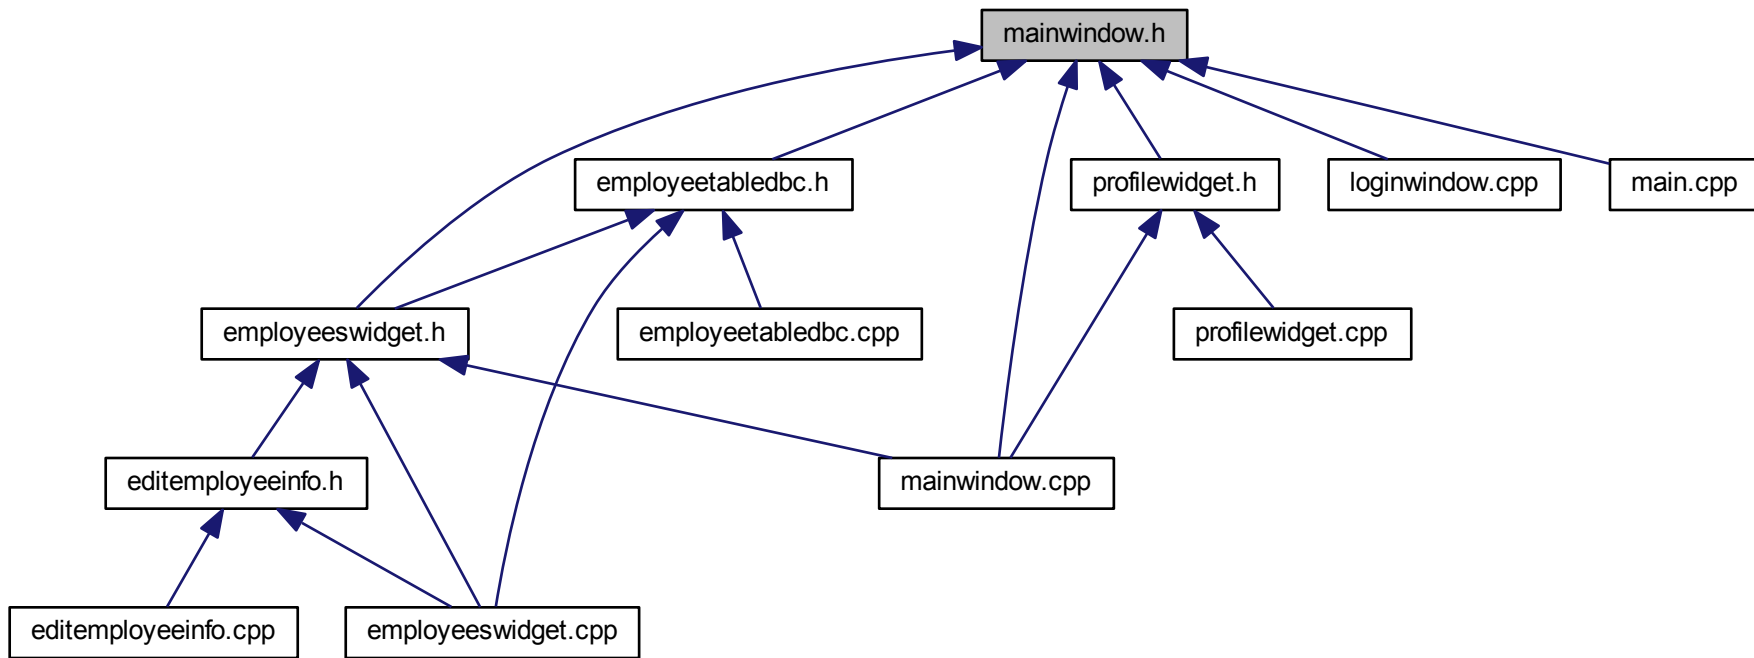 mainwindow.h
employeetabledbc.h
profilewidget.h
loginwindow.cpp
main.cpp
employeeswidget.h
employeetabledbc.cpp
profilewidget.cpp
editemployeeinfo.h
mainwindow.cpp
editemployeeinfo.cpp
employeeswidget.cpp